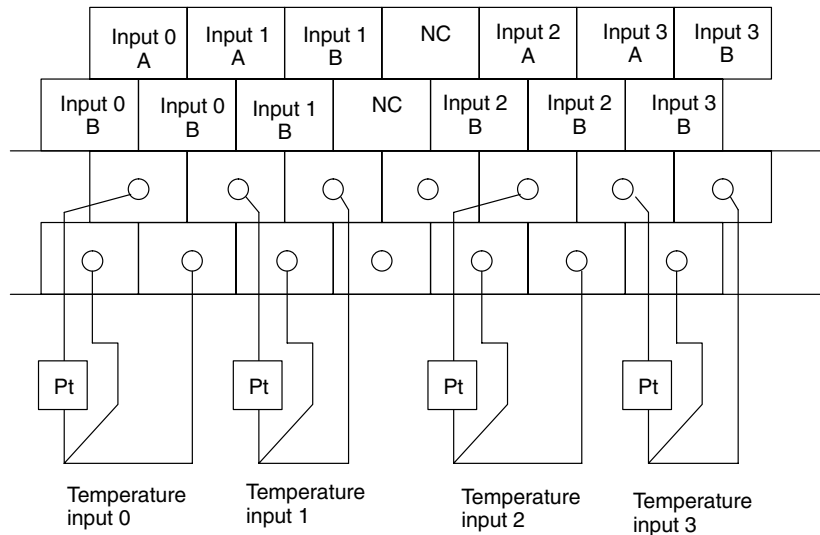 Input 0 Input 1 Input 1 NC Input 2 Input 3 Input 3
A A B A A B
Input 0 Input 0 Input 1 NC Input 2 Input 2 Input 3
B B B B B B
Pt Pt Pt Pt
Temperature Temperature Temperature Temperature
input 0 input 1 input 2 input 3